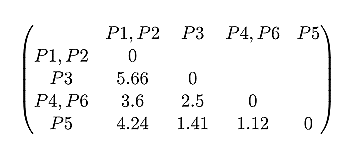 P1, P2 P3 P4, P6 P5
P1, P2 0
P3 5.66 0
P4, P6 3.6 2.5 0
P5 4.24 1.41 1.12 0